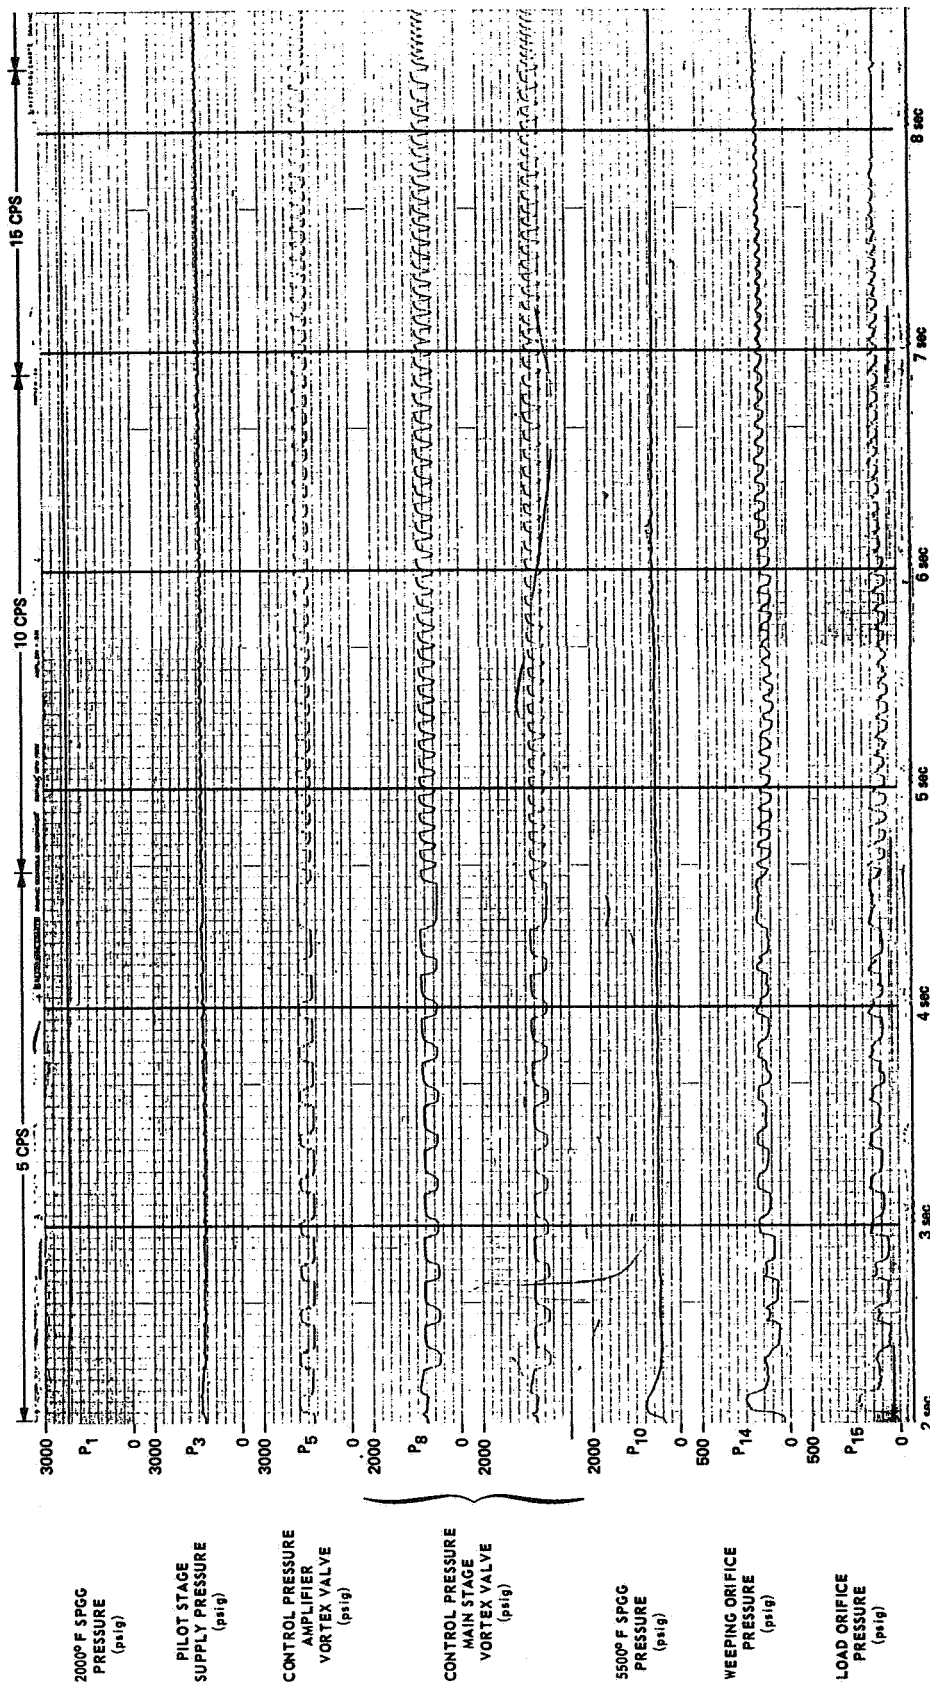 5 CPS
10 CPS
15 CPS
2000° F SPGG
PRESSURE
(psig)
3000
P1
0
PILOT STAGE
SUPPLY PRESSURE
(psig)
3000
P3
0
CONTROL PRESSURE
AMPLIFIER
VORTEX VALVE
(psig)
3000
P5
0
CONTROL PRESSURE
MAIN STAGE
VORTEX VALVE
(psig)
2000
P8
0
2000
5500° F SPGG
PRESSURE
(psig)
2000
P10
0
WEEPING ORIFICE
PRESSURE
(psig)
500
P14
0
LOAD ORIFICE
PRESSURE
(psig)
500
P15
0
2 sec
3 sec
4 sec
5 sec
6 sec
7 sec
8 sec